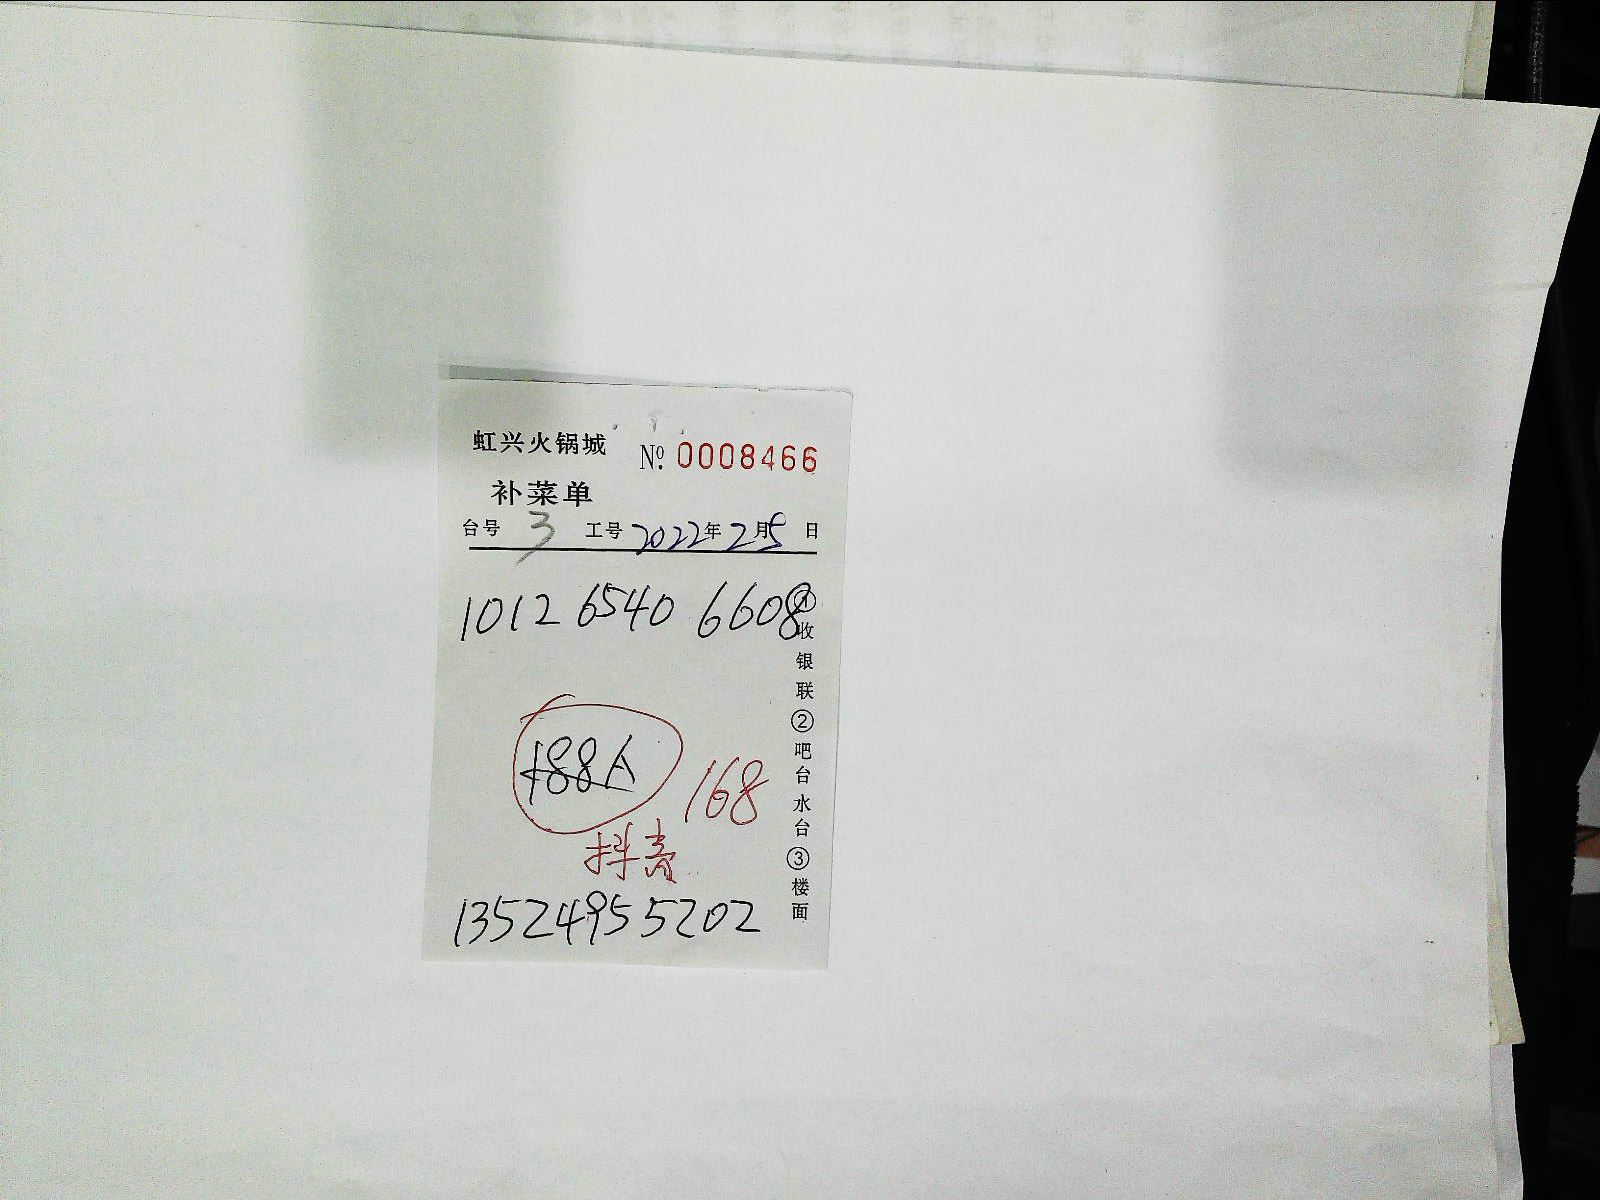 虹兴火锅城 № 0008466
补菜单
台号 3 工号 2022年2月5日
1012 6540 6608
188A
168
抖音
13524955202
①收银联②吧台水台③楼面